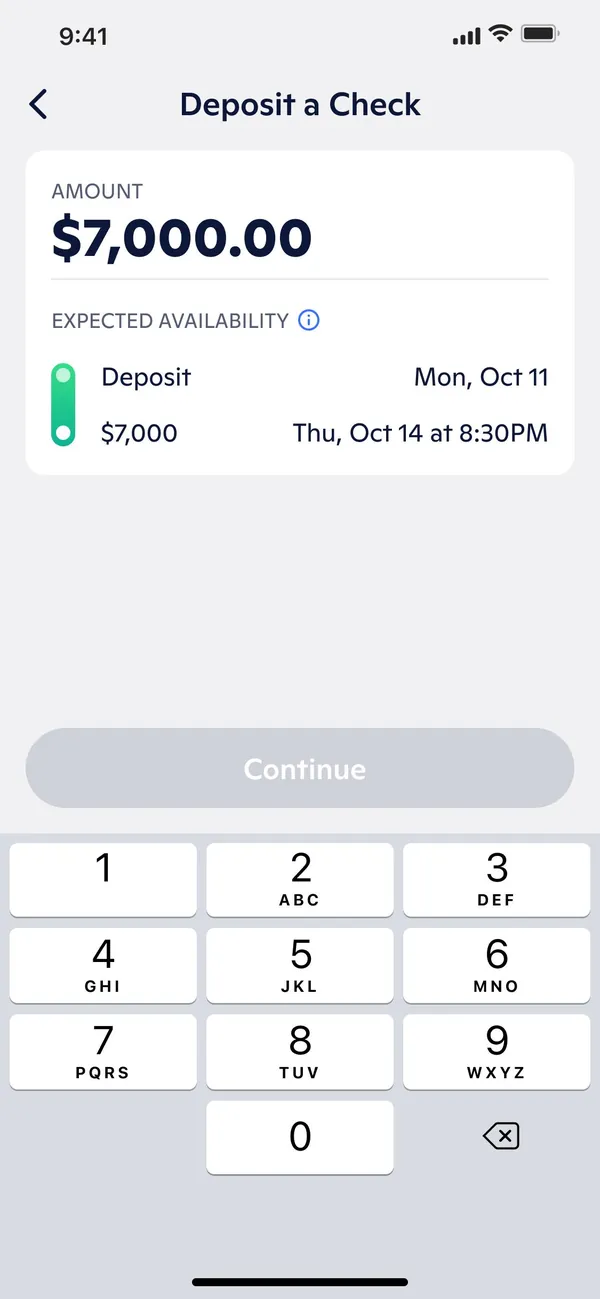 9:41
Deposit a Check
AMOUNT
$7,000.00
EXPECTED AVAILABILITY
Deposit Mon, Oct 11
$7,000 Thu, Oct 14 at 8:30PM
Continue
1 2 3
ABC DEF
4 5 6
GHI JKL MNO
7 8 9
PQRS TUV WXYZ
0